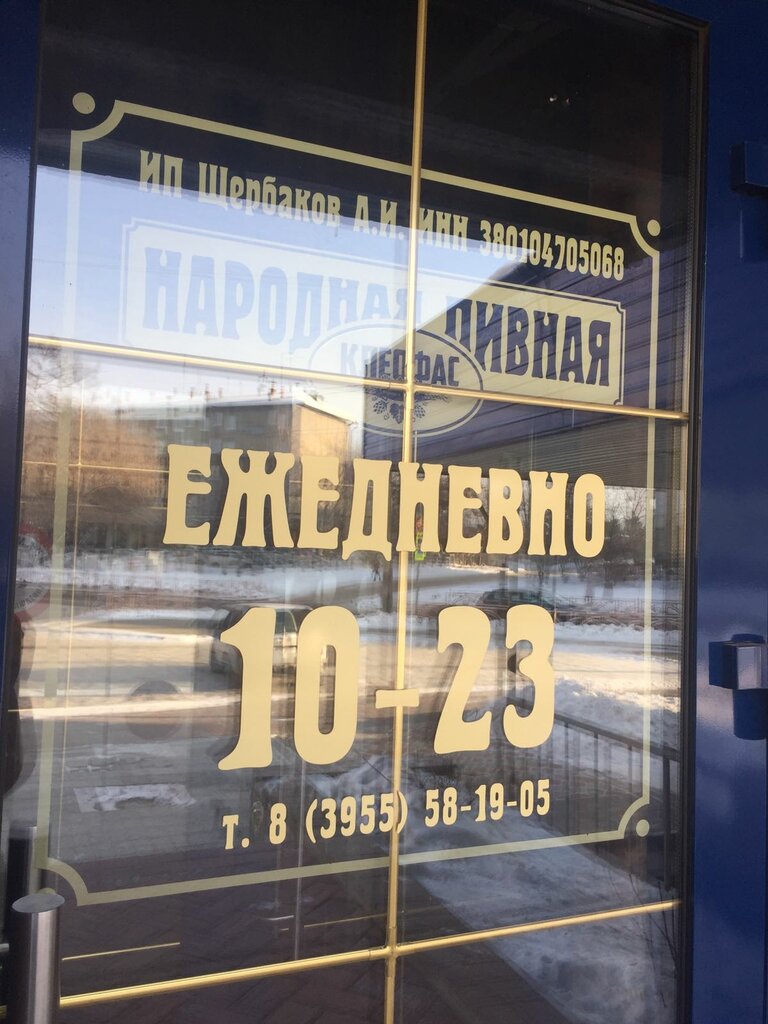 ИП Щербаков А.И. ИНН 380104705068
НАРОДНАЯ ПИВНАЯ
КЛЕОФАС
ЕЖЕДНЕВНО
10-23
т. 8 (3955) 58-19-05